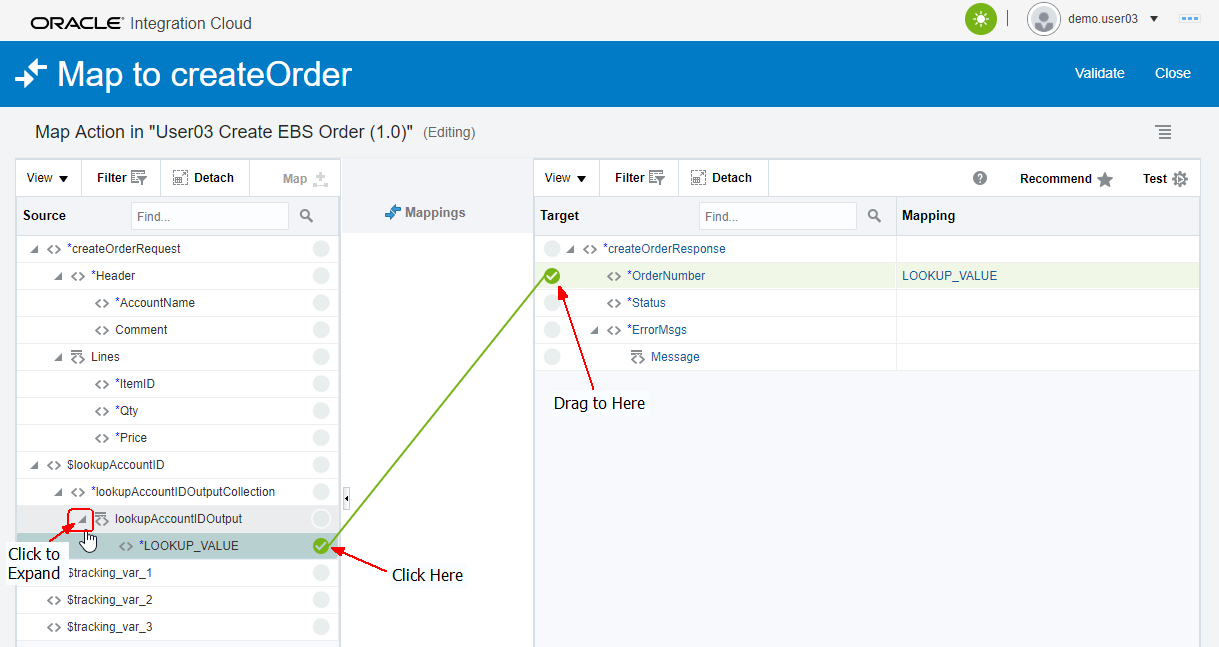 ORACLE Integration Cloud
demo.user03
Map to createOrder
Validate Close
Map Action in "User03 Create EBS Order (1.0)" (Editing)
View Filter Detach Map
Source Find...
*createOrderRequest
*Header
*AccountName
Comment
Lines
*ItemID
*Qty
*Price
$lookupAccountID
*lookupAccountIDOutputCollection
lookupAccountIDOutput
*LOOKUP_VALUE
$tracking_var_1
$tracking_var_2
$tracking_var_3
Click to
Expand
Mappings
Click Here
View Filter Detach ? Recommend Test
Target Find... Mapping
*createOrderResponse
*OrderNumber LOOKUP_VALUE
*Status
*ErrorMsgs
Message
Drag to Here